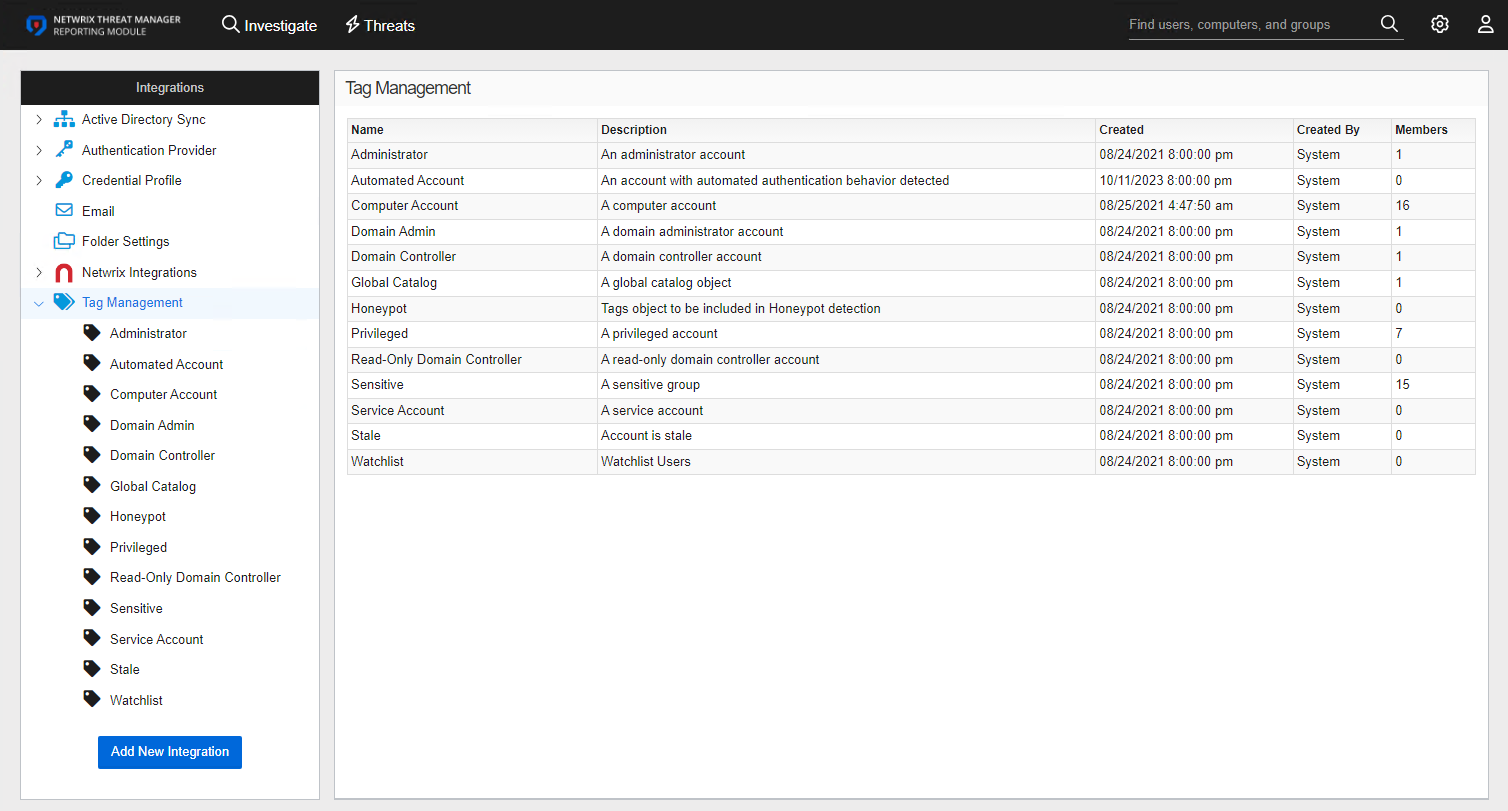 NETWRIX THREAT MANAGER
REPORTING MODULE
Investigate
Threats
Find users, computers, and groups
Integrations
Active Directory Sync
Authentication Provider
Credential Profile
Email
Folder Settings
Netwrix Integrations
Tag Management
Administrator
Automated Account
Computer Account
Domain Admin
Domain Controller
Global Catalog
Honeypot
Privileged
Read-Only Domain Controller
Sensitive
Service Account
Stale
Watchlist
Add New Integration
Tag Management
Name Description Created Created By Members
Administrator An administrator account 08/24/2021 8:00:00 pm System 1
Automated Account An account with automated authentication behavior detected 10/11/2023 8:00:00 pm System 0
Computer Account A computer account 08/25/2021 4:47:50 am System 16
Domain Admin A domain administrator account 08/24/2021 8:00:00 pm System 1
Domain Controller A domain controller account 08/24/2021 8:00:00 pm System 1
Global Catalog A global catalog object 08/24/2021 8:00:00 pm System 1
Honeypot Tags object to be included in Honeypot detection 08/24/2021 8:00:00 pm System 0
Privileged A privileged account 08/24/2021 8:00:00 pm System 7
Read-Only Domain Controller A read-only domain controller account 08/24/2021 8:00:00 pm System 0
Sensitive A sensitive group 08/24/2021 8:00:00 pm System 15
Service Account A service account 08/24/2021 8:00:00 pm System 0
Stale Account is stale 08/24/2021 8:00:00 pm System 0
Watchlist Watchlist Users 08/24/2021 8:00:00 pm System 0